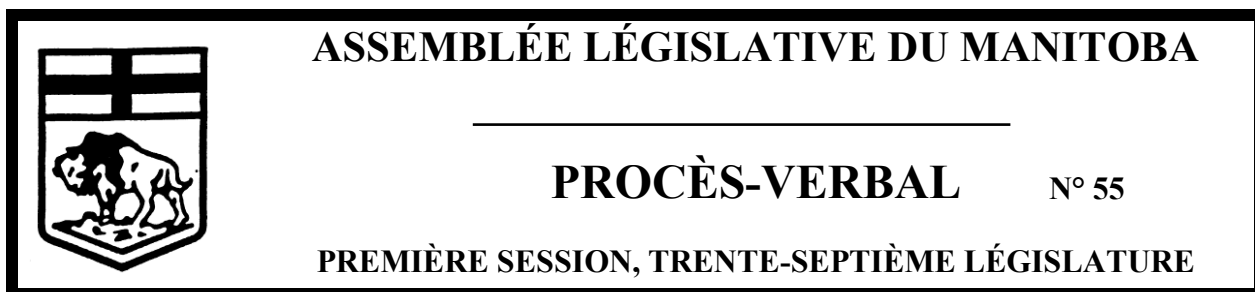 ASSEMBLÉE LÉGISLATIVE DU MANITOBA
PROCÈS-VERBAL N° 55
PREMIÈRE SESSION, TRENTE-SEPTIÈME LÉGISLATURE